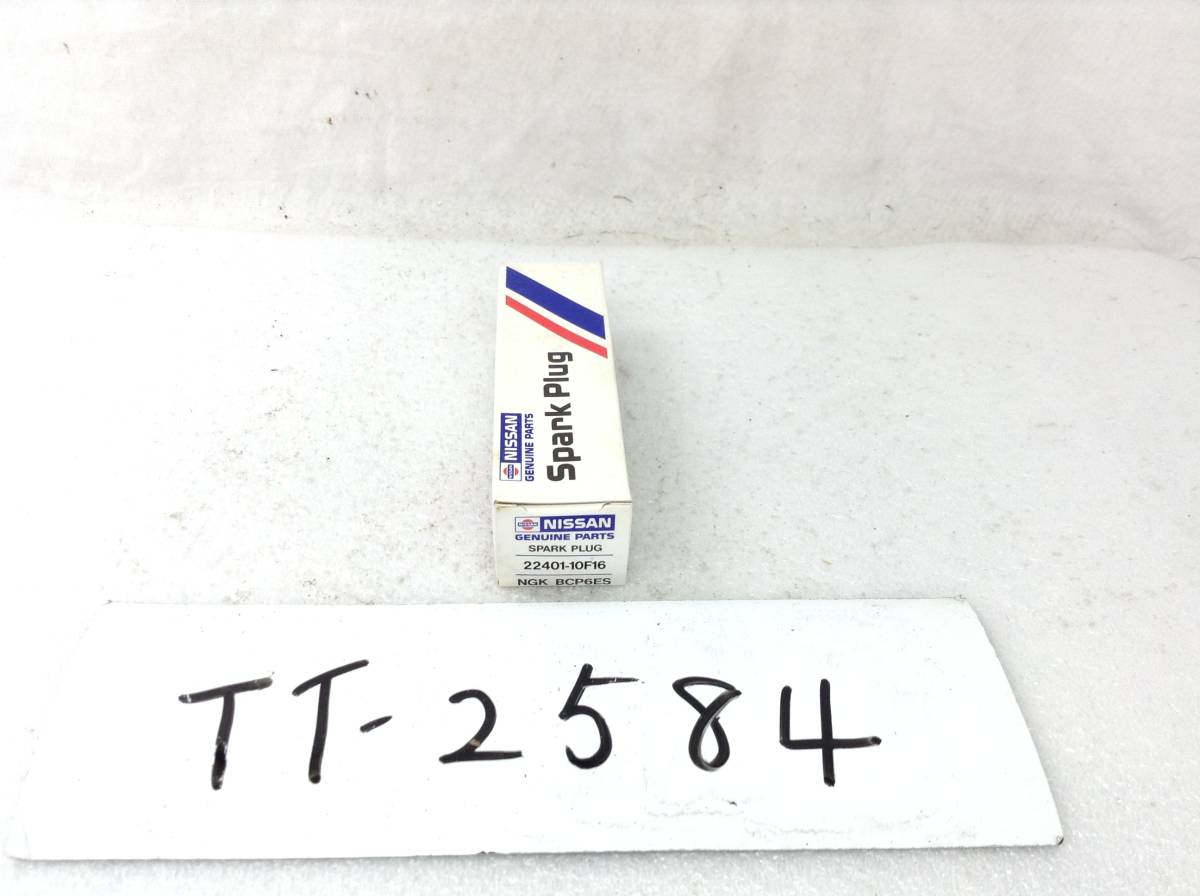 NISSAN
GENUINE PARTS
Spark Plug
NISSAN
GENUINE PARTS
SPARK PLUG
22401-10F16
NGK BCP6ES
TT-2584